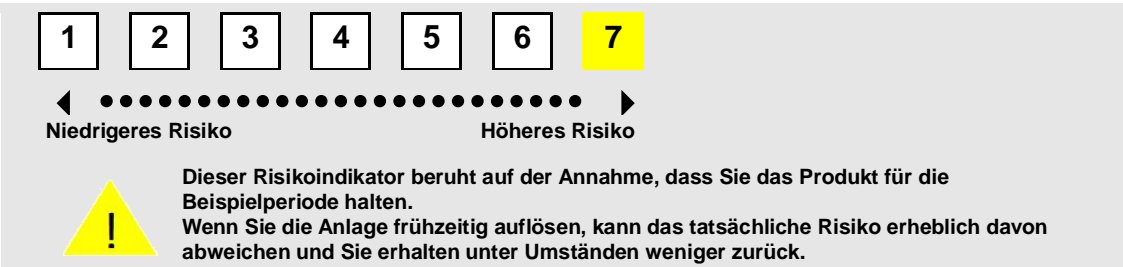 1 2 3 4 5 6 7
Niedrigeres Risiko Höheres Risiko
Dieser Risikoindikator beruht auf der Annahme, dass Sie das Produkt für die
Beispielperiode halten.
Wenn Sie die Anlage frühzeitig auflösen, kann das tatsächliche Risiko erheblich davon
abweichen und Sie erhalten unter Umständen weniger zurück.
!